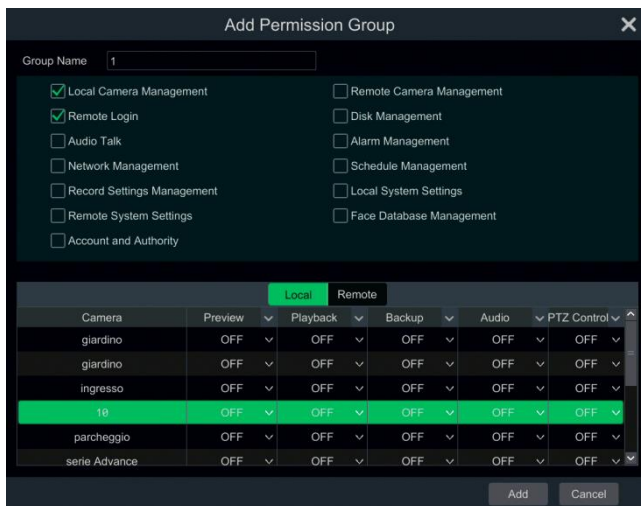 Add Permission Group
Group Name 1
Local Camera Management Remote Camera Management
Remote Login Disk Management
Audio Talk Alarm Management
Network Management Schedule Management
Record Settings Management Local System Settings
Remote System Settings Face Database Management
Account and Authority
Local Remote
Camera Preview Playback Backup Audio PTZ Control
giardino OFF OFF OFF OFF OFF
giardino OFF OFF OFF OFF OFF
ingresso OFF OFF OFF OFF OFF
10 OFF OFF OFF OFF OFF
parcheggio OFF OFF OFF OFF OFF
serie Advance OFF OFF OFF OFF OFF
Add Cancel